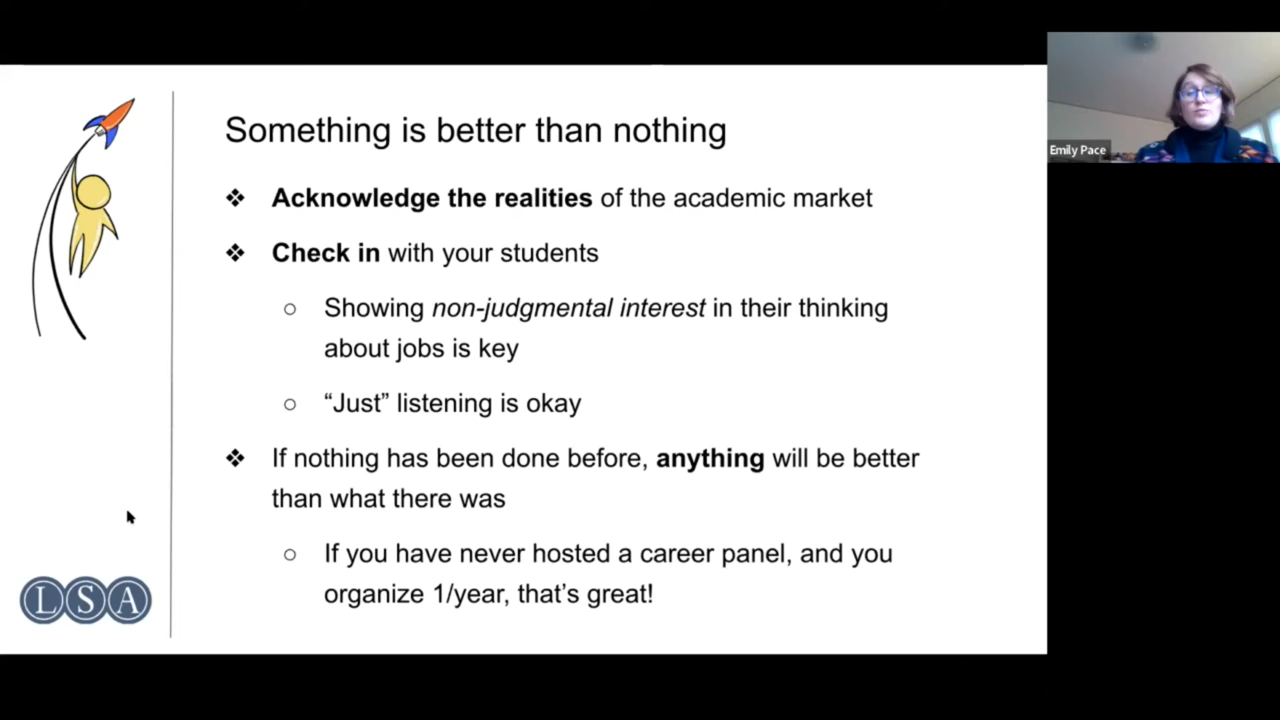 Something is better than nothing
❖ Acknowledge the realities of the academic market
❖ Check in with your students
○ Showing non-judgmental interest in their thinking
about jobs is key
○ “Just” listening is okay
❖ If nothing has been done before, anything will be better
than what there was
○ If you have never hosted a career panel, and you
organize 1/year, that’s great!
LSA
Emily Pace